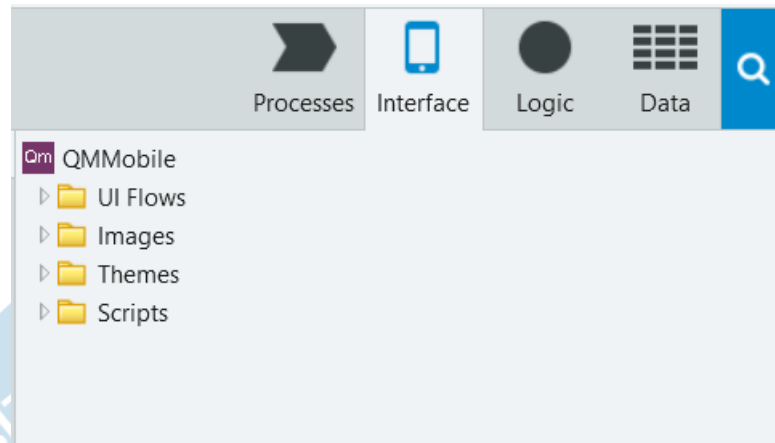 Processes Interface Logic Data
Qm QMMobile
UI Flows
Images
Themes
Scripts